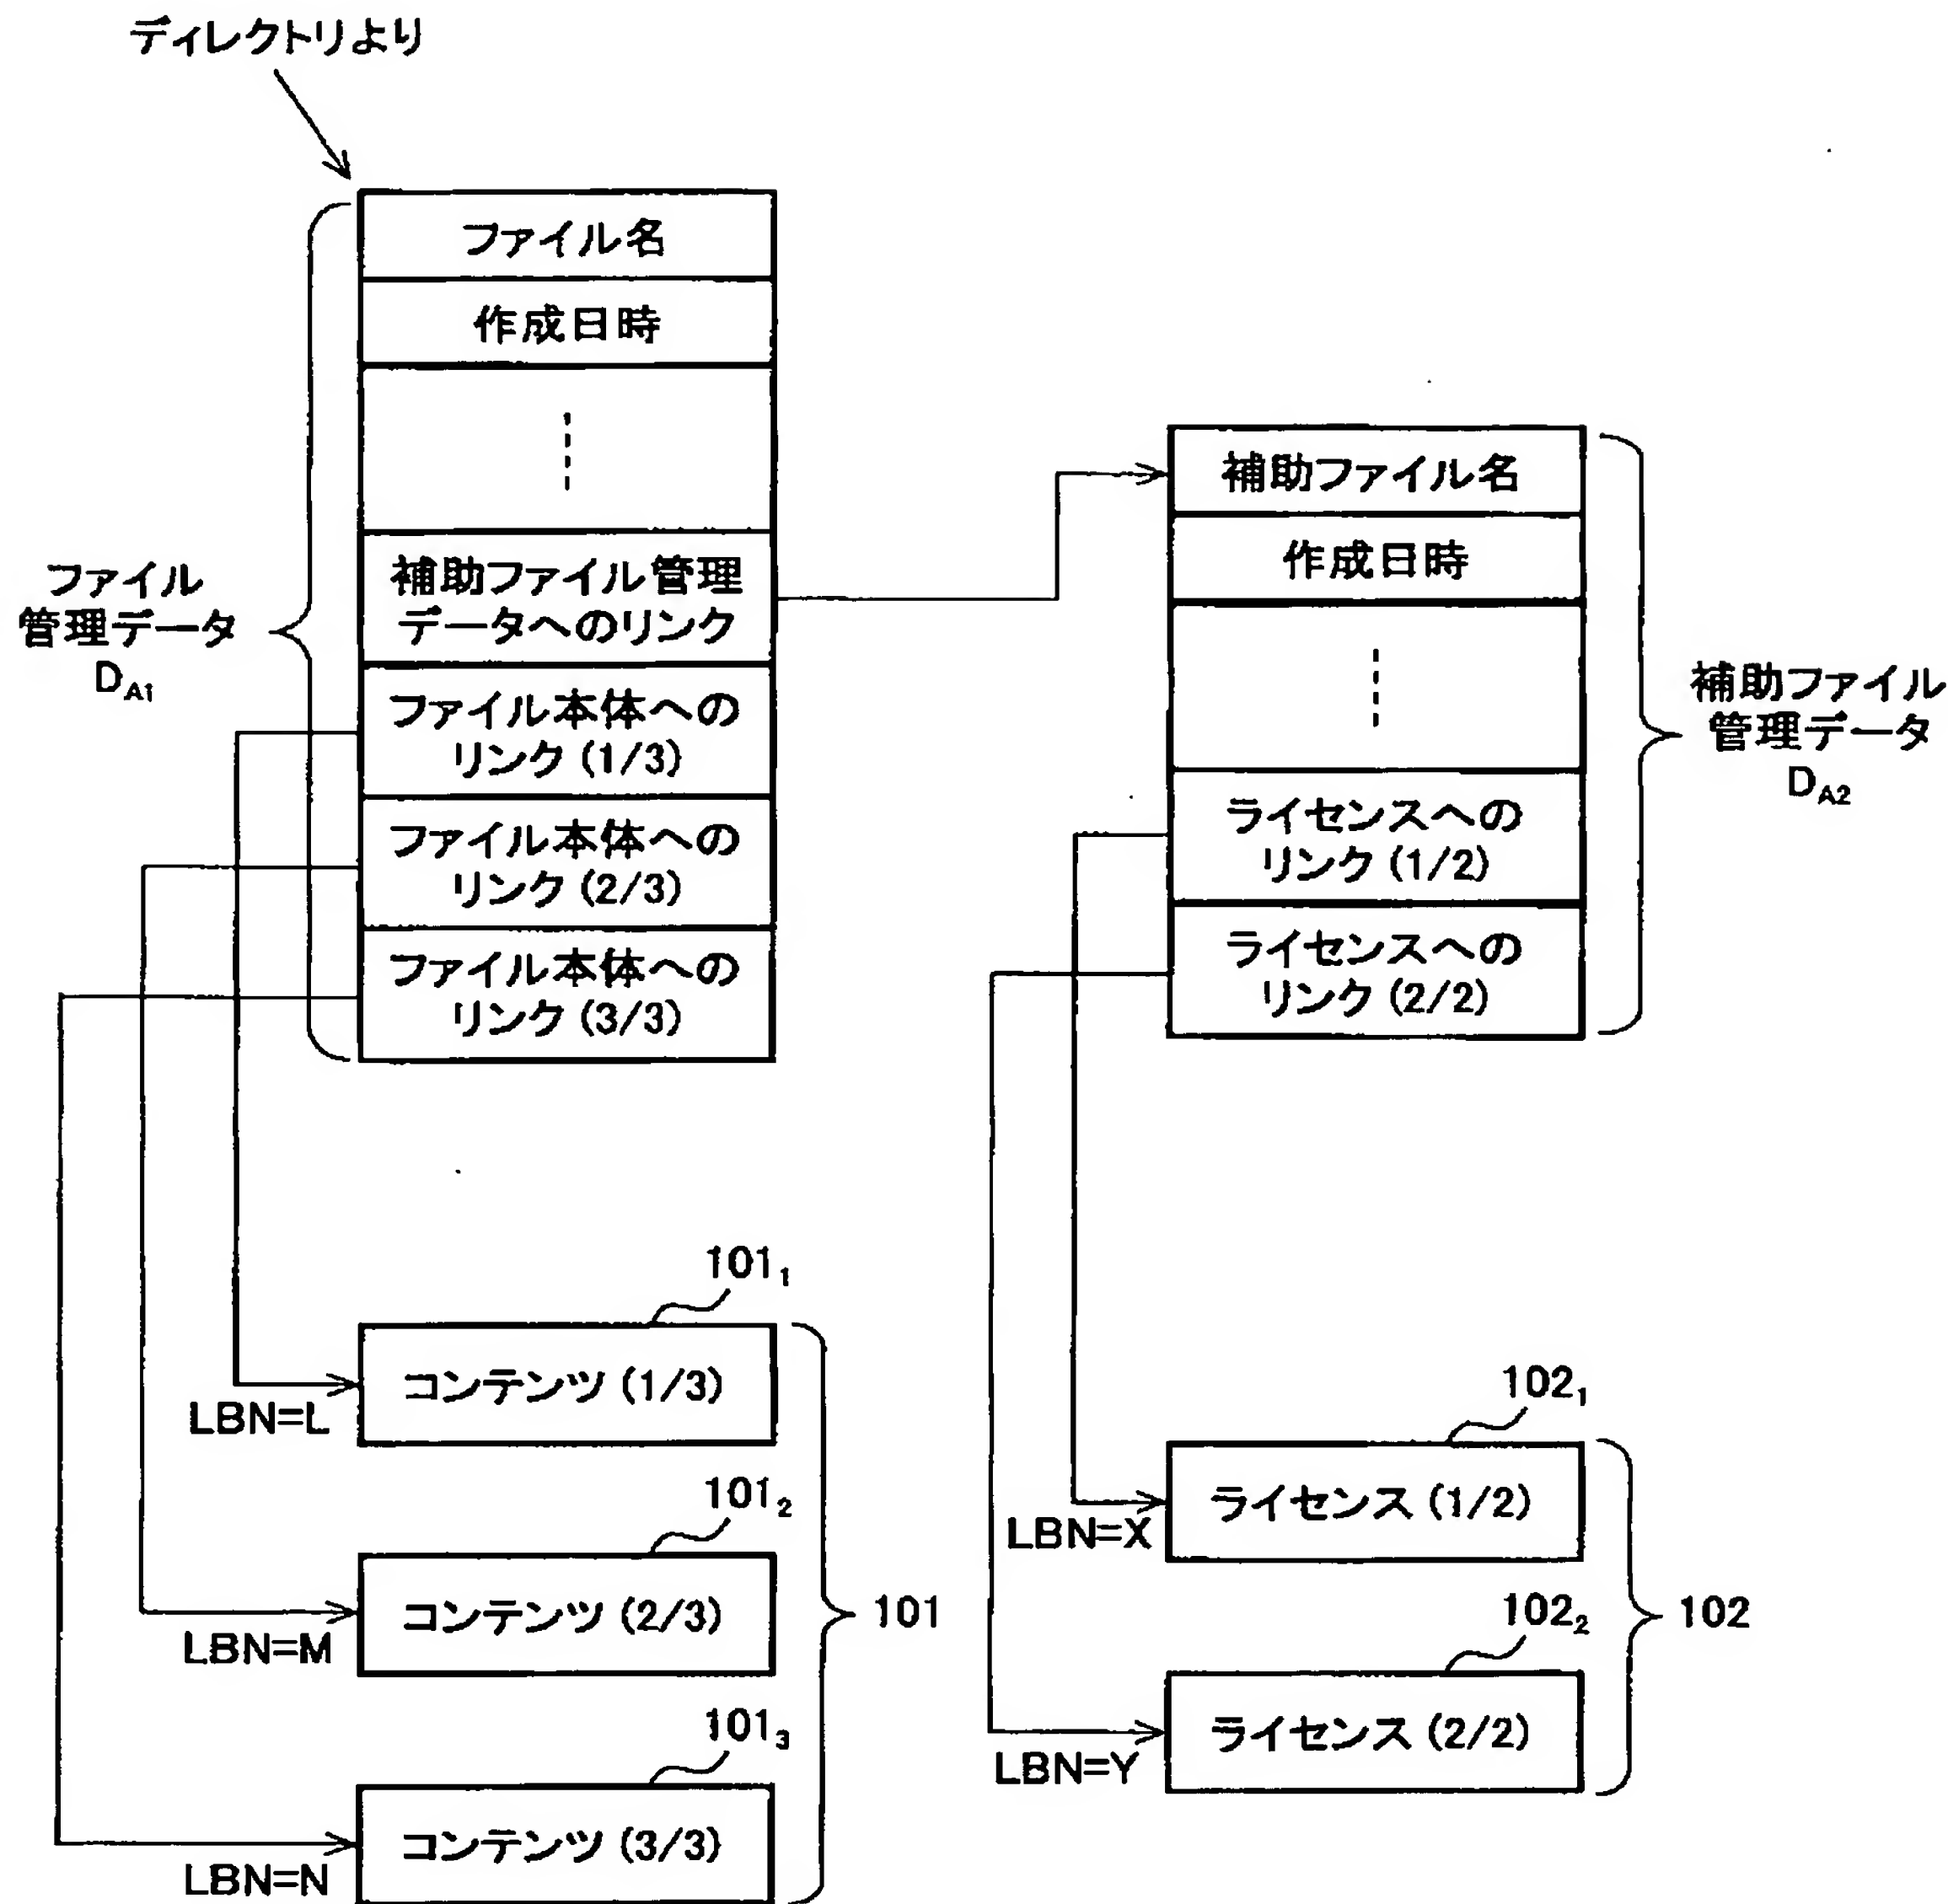 ディレクトリより
ファイル名
作成日時
補助ファイル管理
データへのリンク
ファイル本体への
リンク(1/3)
ファイル本体への
リンク(2/3)
ファイル本体への
リンク(3/3)
ファイル
管理データ
DA1
補助ファイル名
作成日時
ライセンスへの
リンク(1/2)
ライセンスへの
リンク(2/2)
補助ファイル
管理データ
DA2
101₁
コンテンツ(1/3)
LBN=L
101₂
コンテンツ(2/3)
LBN=M
101₃
コンテンツ(3/3)
LBN=N
101
102₁
ライセンス(1/2)
LBN=X
102₂
ライセンス(2/2)
LBN=Y
102